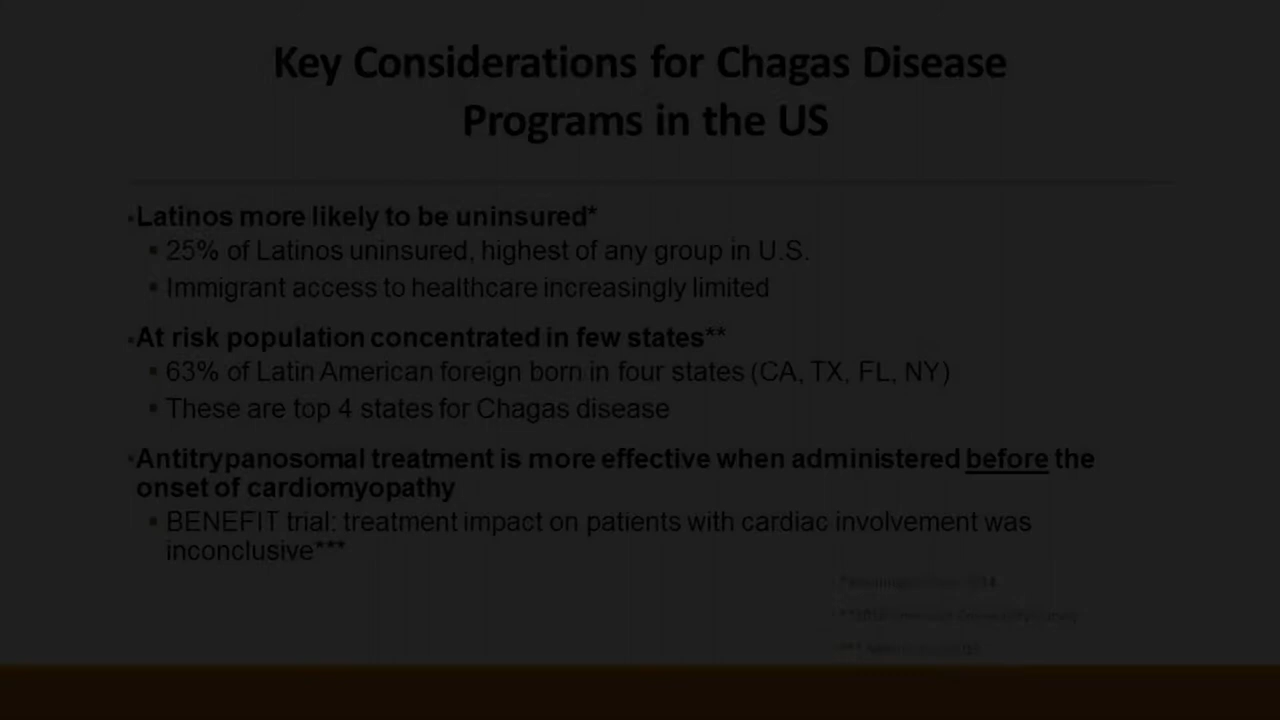 Key Considerations for Chagas Disease
Programs in the US
▪Latinos more likely to be uninsured*
▪ 25% of Latinos uninsured, highest of any group in U.S.
▪ Immigrant access to healthcare increasingly limited
▪At risk population concentrated in few states**
▪ 63% of Latin American foreign born in four states (CA, TX, FL, NY)
▪ These are top 4 states for Chagas disease
▪Antitrypanosomal treatment is more effective when administered before the
onset of cardiomyopathy
▪ BENEFIT trial: treatment impact on patients with cardiac involvement was
inconclusive***